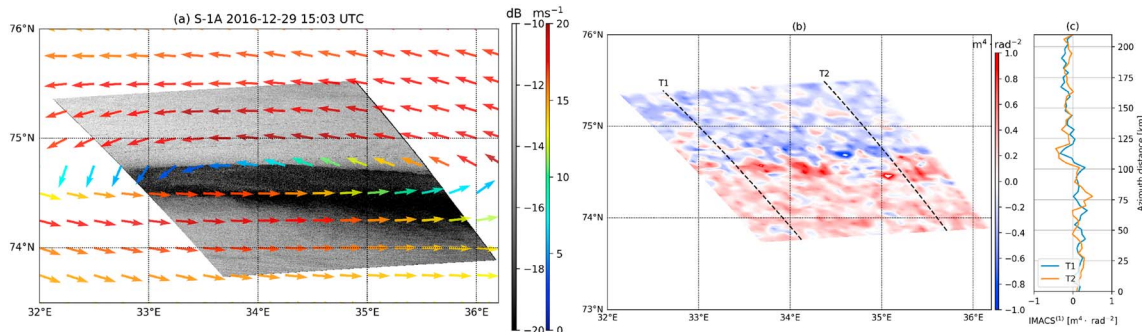 (a) S-1A 2016-12-29 15:03 UTC
dB
ms⁻¹
76°N
75°N
74°N
32°E
33°E
34°E
35°E
36°E
−10
−12
−14
−16
−18
−20
20
15
10
5
0
(b)
m⁴ · rad⁻²
76°N
75°N
74°N
73°N
32°E
33°E
34°E
35°E
36°E
T1
T2
1.0
0.8
0.6
0.4
0.2
0.0
−0.2
−0.4
−0.6
−0.8
−1.0
(c)
200
175
150
125
100
75
50
25
0
Azimuth distance [km]
T1
T2
−1
0
1
IMACS⁽¹⁾ [m⁴ · rad⁻²]